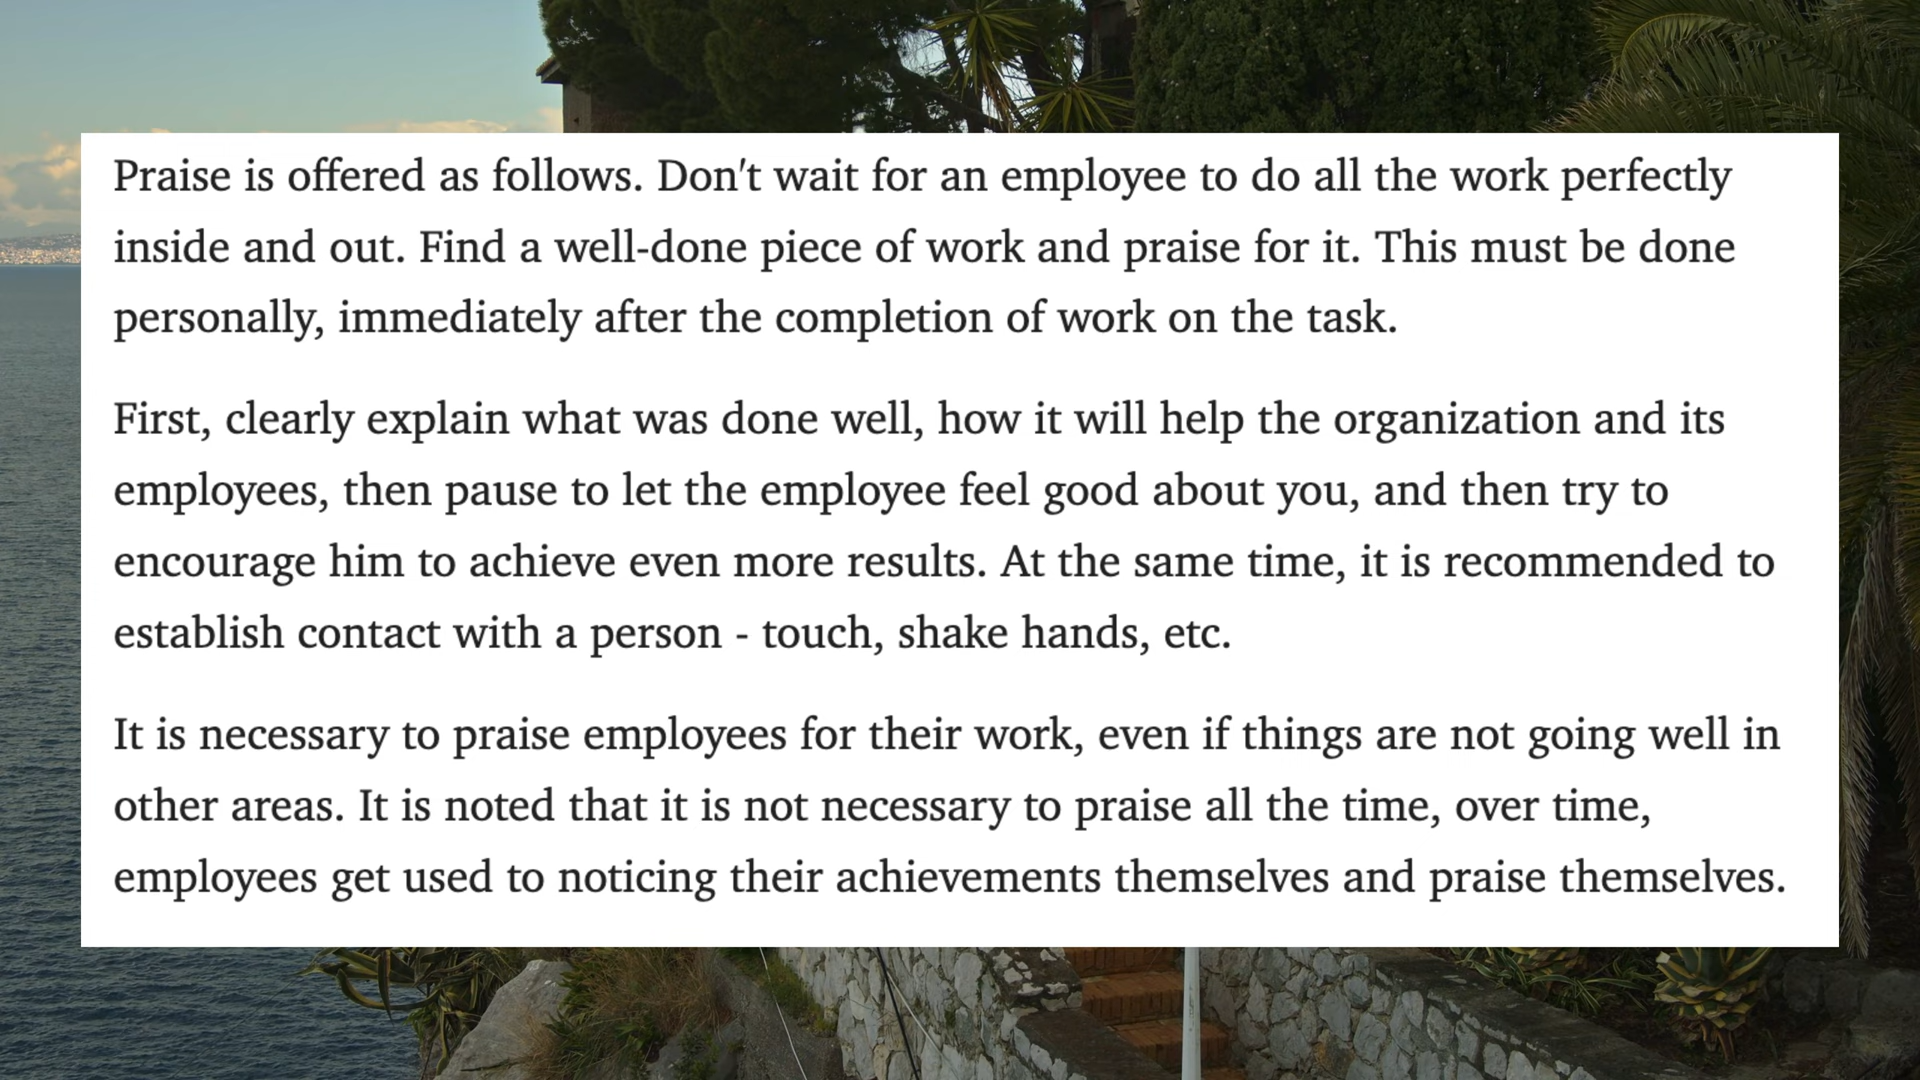 Praise is offered as follows. Don't wait for an employee to do all the work perfectly
inside and out. Find a well-done piece of work and praise for it. This must be done
personally, immediately after the completion of work on the task.
First, clearly explain what was done well, how it will help the organization and its
employees, then pause to let the employee feel good about you, and then try to
encourage him to achieve even more results. At the same time, it is recommended to
establish contact with a person - touch, shake hands, etc.
It is necessary to praise employees for their work, even if things are not going well in
other areas. It is noted that it is not necessary to praise all the time, over time,
employees get used to noticing their achievements themselves and praise themselves.